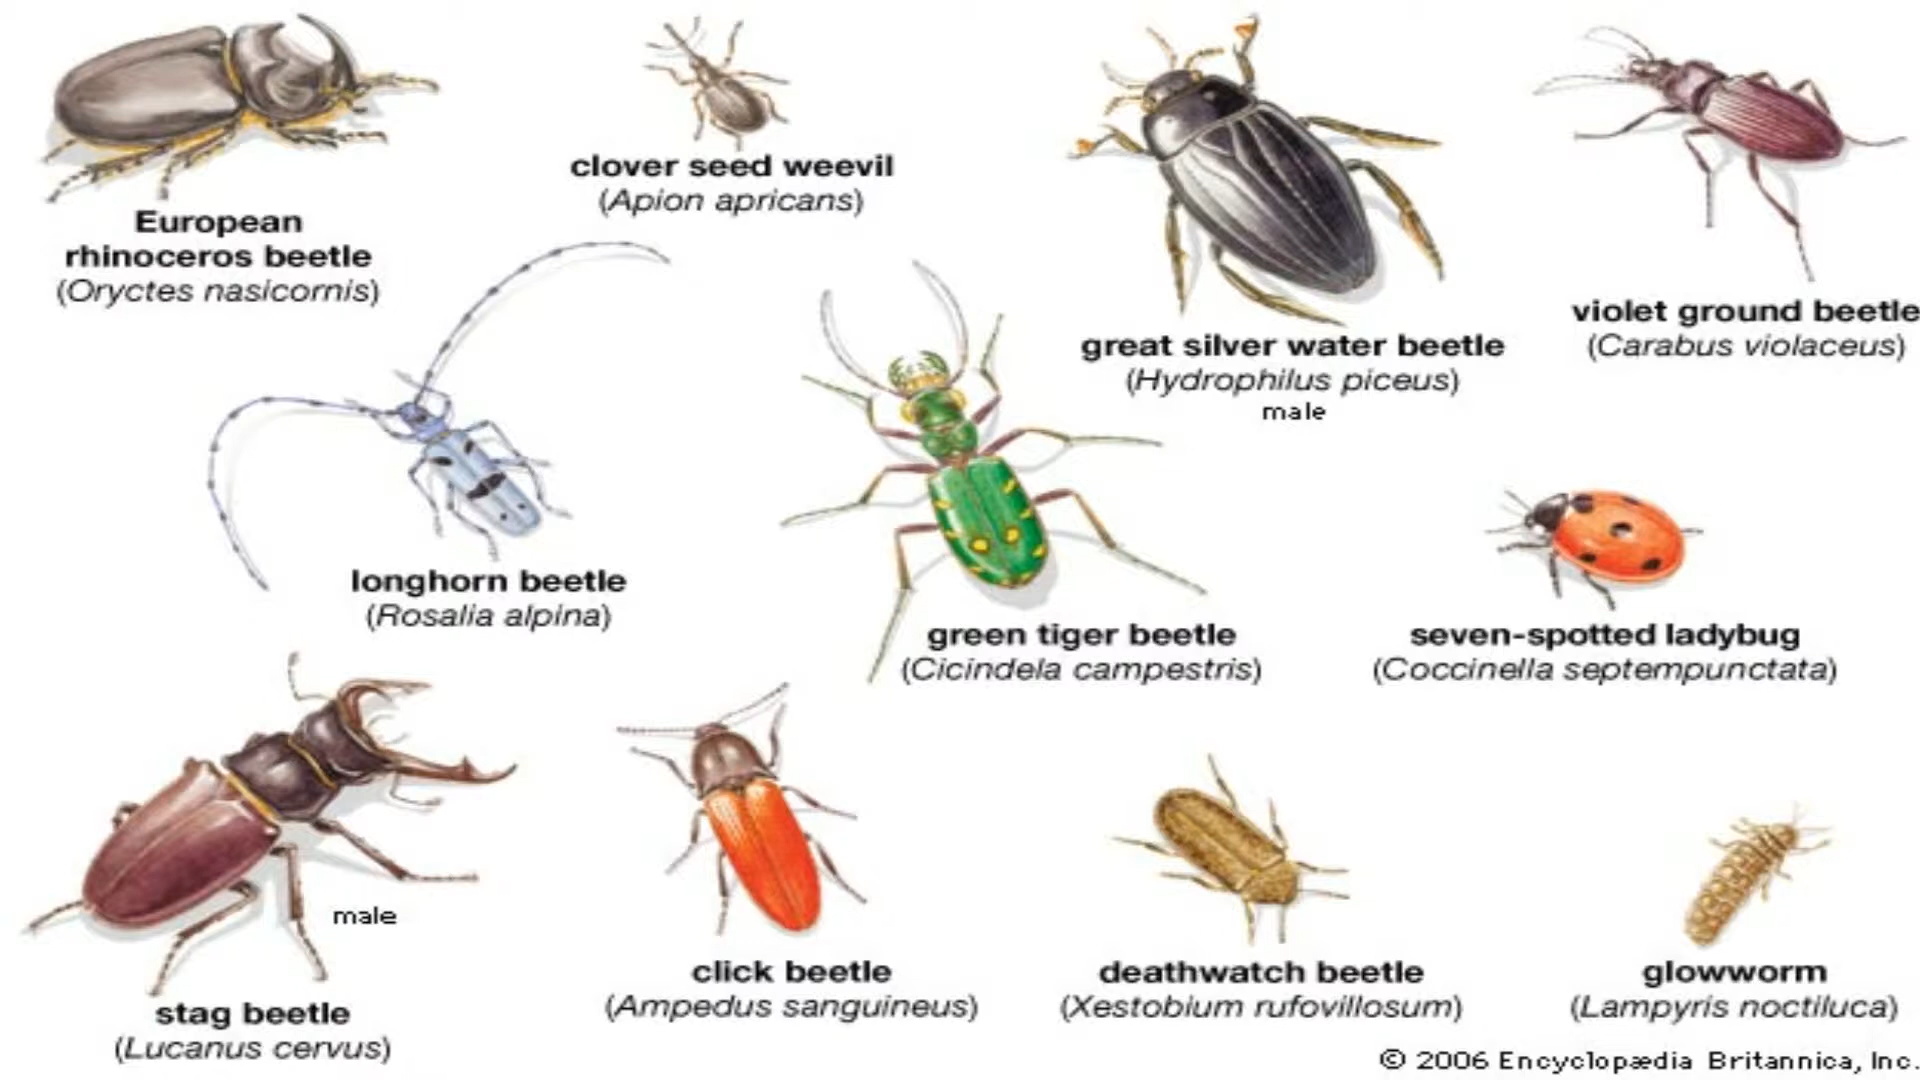 European
rhinoceros beetle
(Oryctes nasicornis)
clover seed weevil
(Apion apricans)
great silver water beetle
(Hydrophilus piceus)
male
violet ground beetle
(Carabus violaceus)
longhorn beetle
(Rosalia alpina)
green tiger beetle
(Cicindela campestris)
seven-spotted ladybug
(Coccinella septempunctata)
male
stag beetle
(Lucanus cervus)
click beetle
(Ampedus sanguineus)
deathwatch beetle
(Xestobium rufovillosum)
glowworm
(Lampyris noctiluca)
© 2006 Encyclopædia Britannica, Inc.